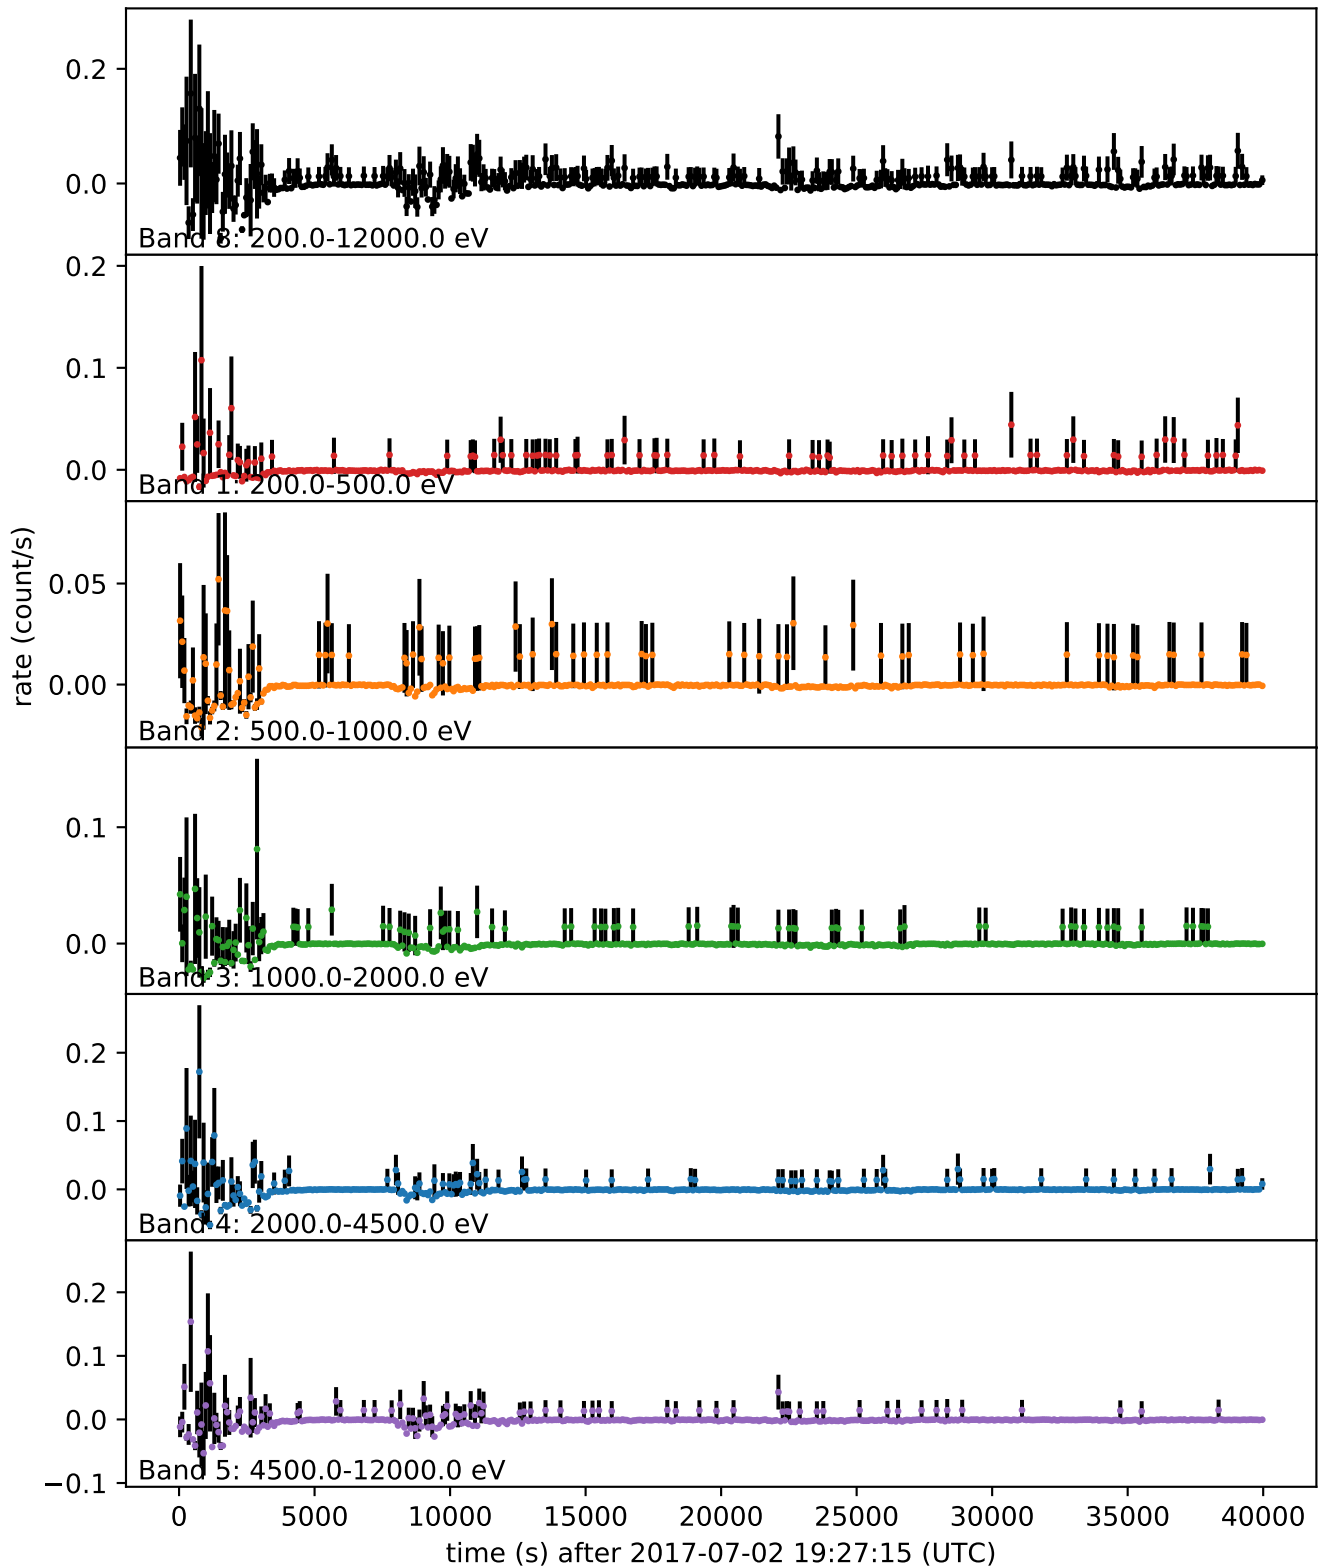 0.2
0.0
Band 8: 200.0-12000.0 eV
0.2
0.1
0.0
Band 1: 200.0-500.0 eV
0.05
0.00
Band 2: 500.0-1000.0 eV
rate (count/s)
0.1
0.0
Band 3: 1000.0-2000.0 eV
0.2
0.1
0.0
Band 4: 2000.0-4500.0 eV
0.2
0.1
0.0
−0.1
Band 5: 4500.0-12000.0 eV
0 5000 10000 15000 20000 25000 30000 35000 40000
time (s) after 2017-07-02 19:27:15 (UTC)